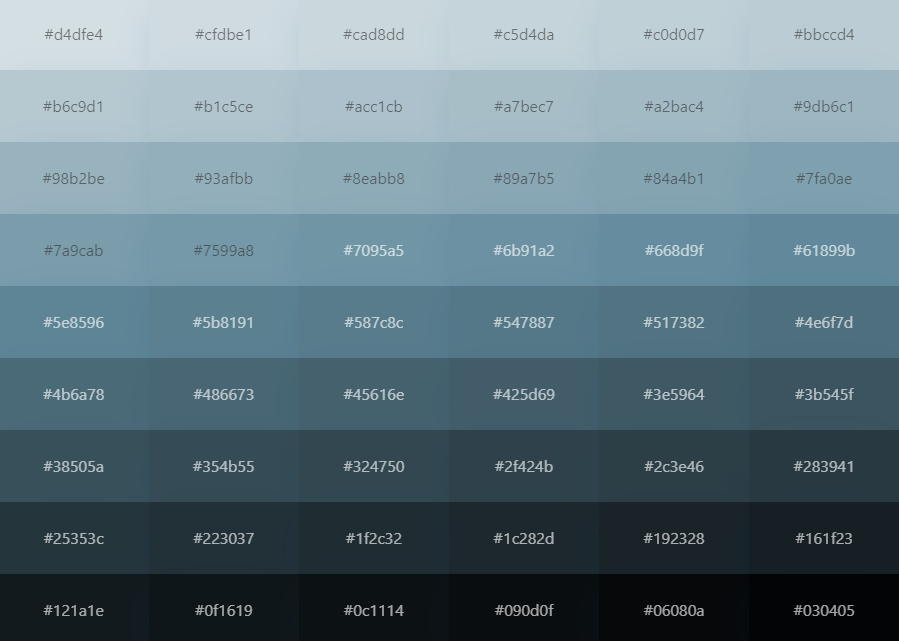 #d4dfe4 #cfdbe1 #cad8dd #c5d4da #c0d0d7 #bbccd4
#b6c9d1 #b1c5ce #acc1cb #a7bec7 #a2bac4 #9db6c1
#98b2be #93afbb #8eabb8 #89a7b5 #84a4b1 #7fa0ae
#7a9cab #7599a8 #7095a5 #6b91a2 #668d9f #61899b
#5e8596 #5b8191 #587c8c #547887 #517382 #4e6f7d
#4b6a78 #486673 #45616e #425d69 #3e5964 #3b545f
#38505a #354b55 #324750 #2f424b #2c3e46 #283941
#25353c #223037 #1f2c32 #1c282d #192328 #161f23
#121a1e #0f1619 #0c1114 #090d0f #06080a #030405